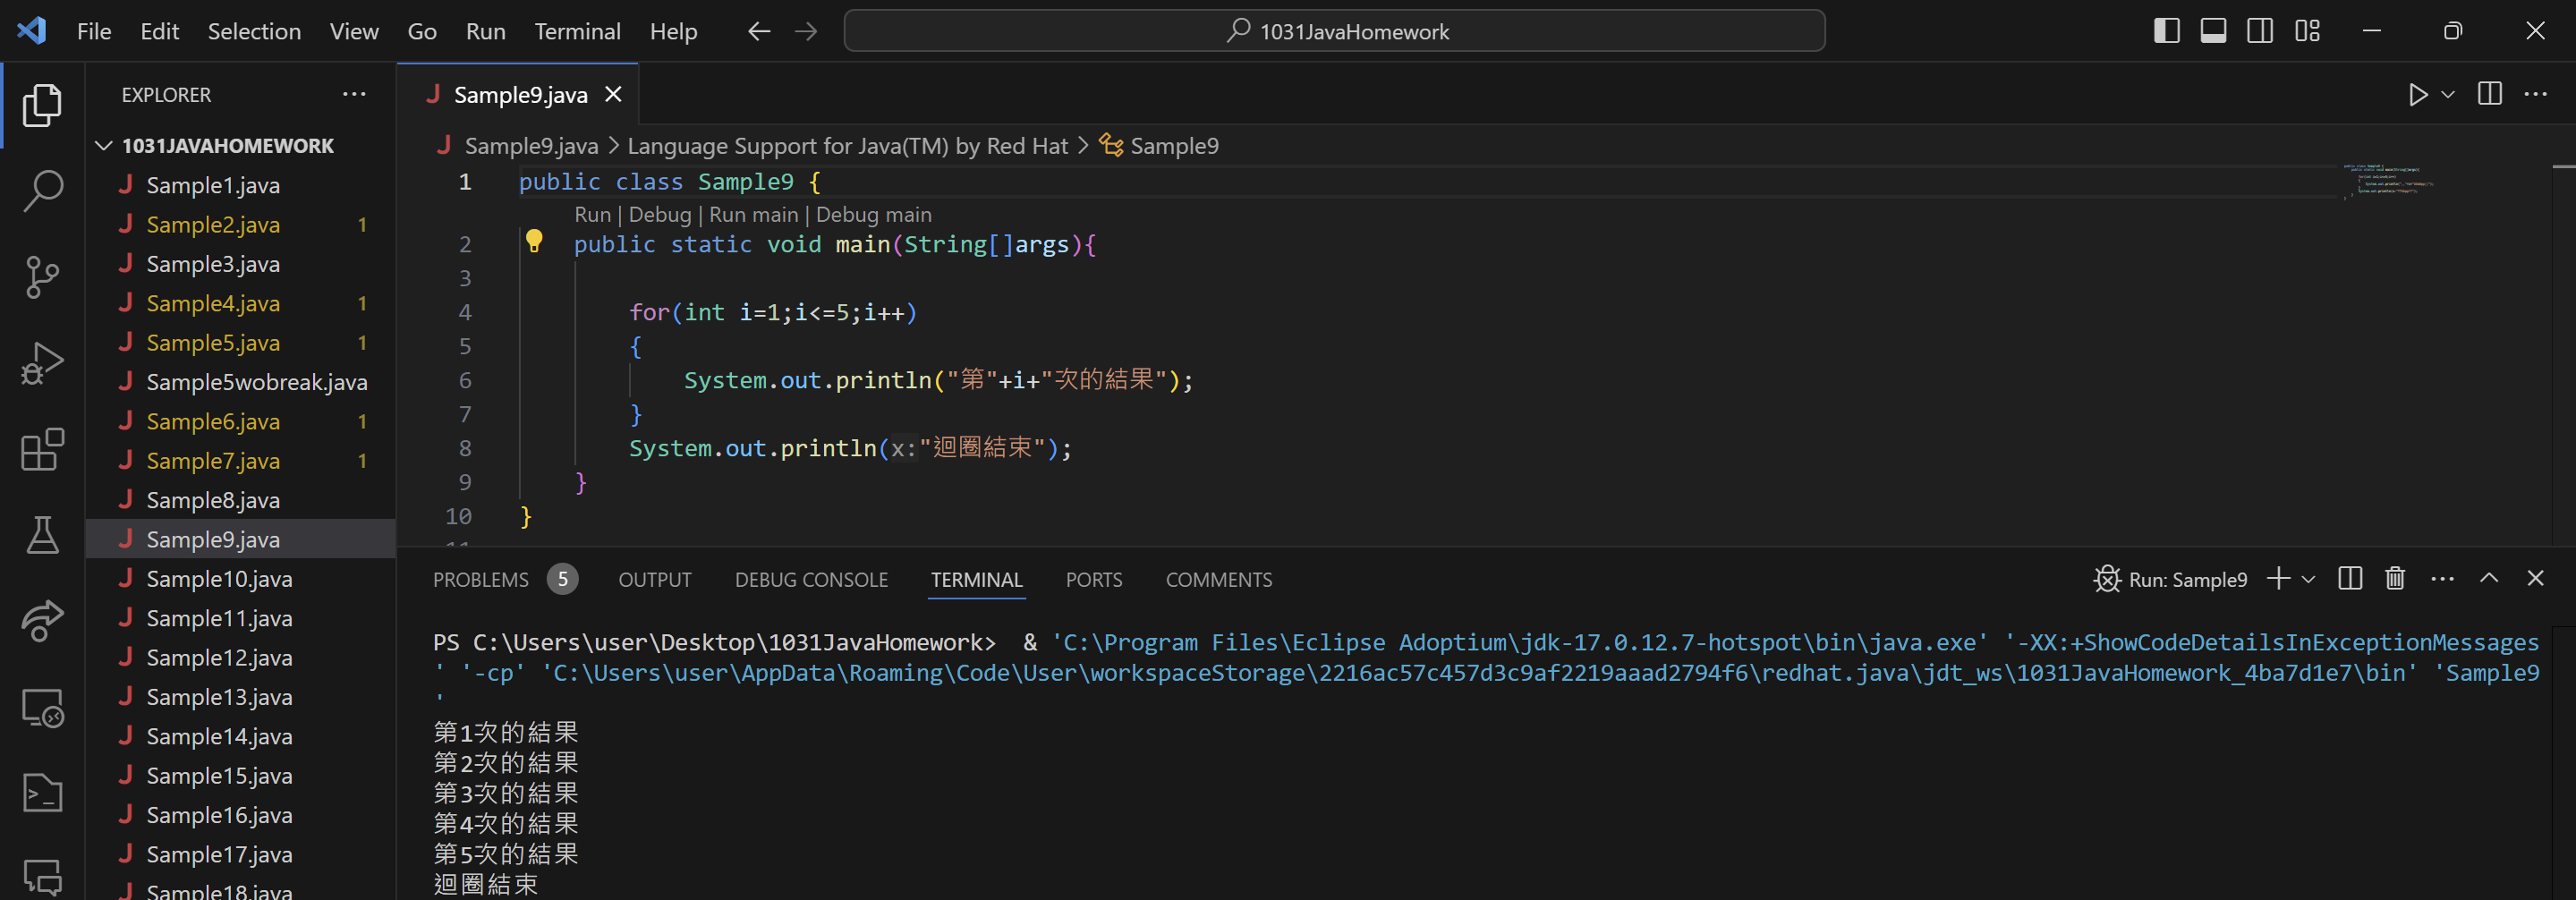 File Edit Selection View Go Run Terminal Help
1031JavaHomework
EXPLORER
1031JAVAHOMEWORK
Sample1.java
Sample2.java 1
Sample3.java
Sample4.java 1
Sample5.java 1
Sample5wobreak.java
Sample6.java 1
Sample7.java 1
Sample8.java
Sample9.java
Sample10.java
Sample11.java
Sample12.java
Sample13.java
Sample14.java
Sample15.java
Sample16.java
Sample17.java
Sample18.java
Sample9.java
Sample9.java > Language Support for Java(TM) by Red Hat > Sample9
1 public class Sample9 {
Run | Debug | Run main | Debug main
2 public static void main(String[]args){
3
4 for(int i=1;i<=5;i++)
5 {
6 System.out.println("第"+i+"次的結果");
7 }
8 System.out.println(x:"迴圈結束");
9 }
10 }
11
PROBLEMS 5 OUTPUT DEBUG CONSOLE TERMINAL PORTS COMMENTS
Run: Sample9
PS C:\Users\user\Desktop\1031JavaHomework>  & 'C:\Program Files\Eclipse Adoptium\jdk-17.0.12.7-hotspot\bin\java.exe' '-XX:+ShowCodeDetailsInExceptionMessages
' '-cp' 'C:\Users\user\AppData\Roaming\Code\User\workspaceStorage\2216ac57c457d3c9af2219aaad2794f6\redhat.java\jdt_ws\1031JavaHomework_4ba7d1e7\bin' 'Sample9
'
第1次的結果
第2次的結果
第3次的結果
第4次的結果
第5次的結果
迴圈結束